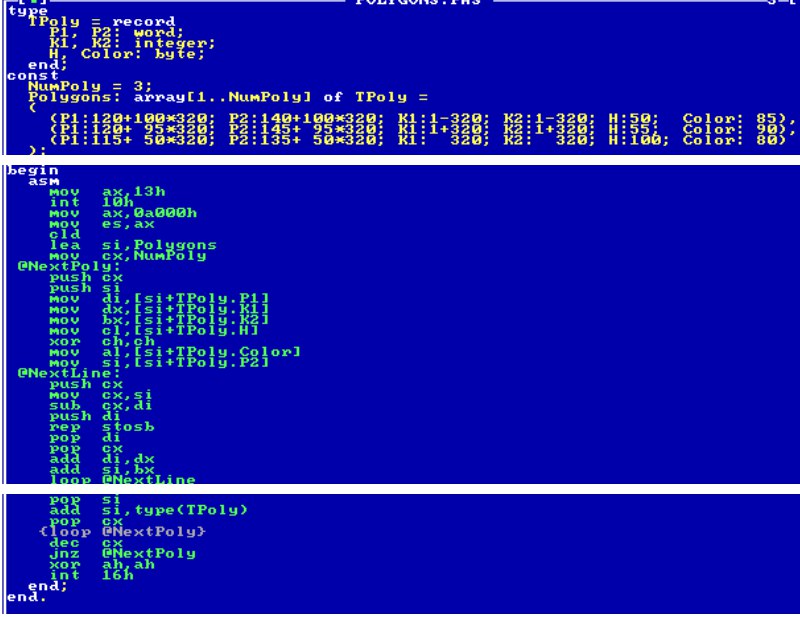 POLYGONS.PAS
type
TPoly = record
P1, P2: word;
K1, K2: integer;
H, Color: byte;
end;
const
NumPoly = 3;
Polygons: array[1..NumPoly] of TPoly =
(
(P1:120+100*320; P2:140+100*320; K1:1-320; K2:1-320; H:50; Color: 85),
(P1:120+ 95*320; P2:145+ 95*320; K1:1+320; K2:1+320; H:55; Color: 90),
(P1:115+ 50*320; P2:135+ 50*320; K1: 320; K2: 320; H:100; Color: 80)
);
begin
asm
mov ax,13h
int 10h
mov ax,0a000h
mov es,ax
cld
lea si,Polygons
mov cx,NumPoly
@NextPoly:
push cx
push si
mov di,[si+TPoly.P1]
mov dx,[si+TPoly.K1]
mov bx,[si+TPoly.K2]
mov cl,[si+TPoly.H]
xor ch,ch
mov al,[si+TPoly.Color]
mov si,[si+TPoly.P2]
@NextLine:
push cx
mov cx,si
sub cx,di
push di
rep stosb
pop di
pop cx
add di,dx
add si,bx
loop @NextLine
pop si
add si,type(TPoly)
pop cx
{loop @NextPoly}
dec cx
jnz @NextPoly
xor ah,ah
int 16h
end;
end.